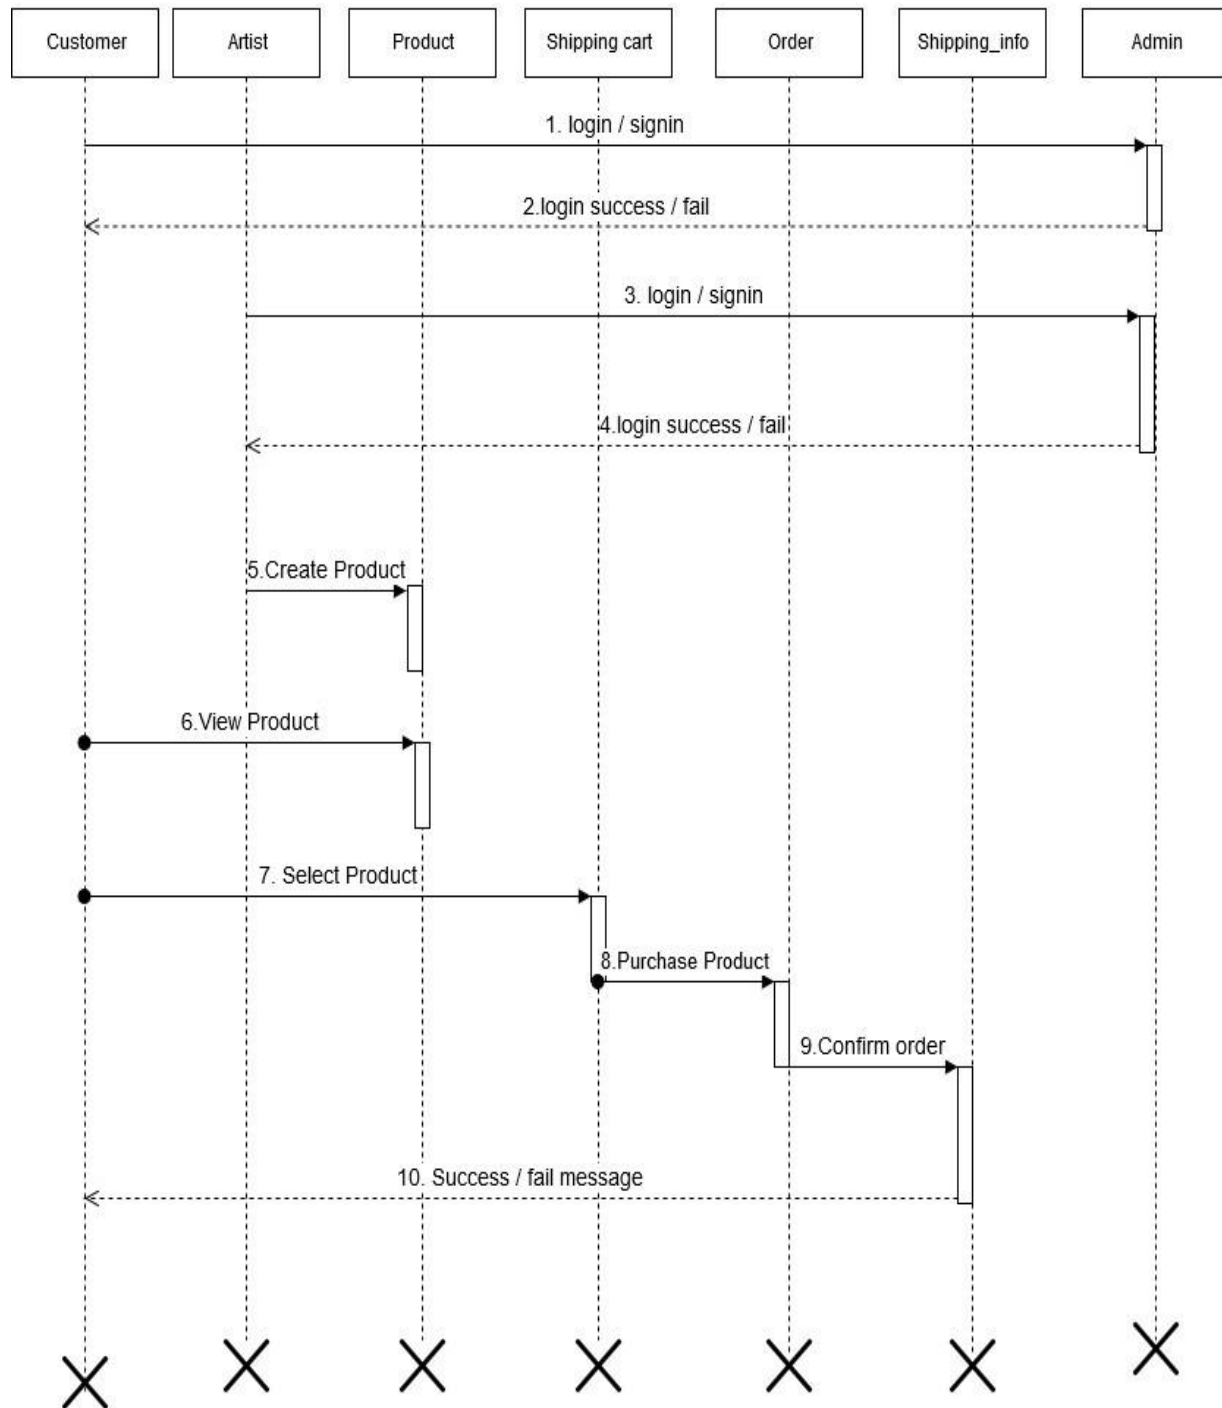 Customer
Artist
Product
Shipping cart
Order
Shipping_info
Admin
1. login / signin
2.login success / fail
3. login / signin
4.login success / fail
5.Create Product
6.View Product
7. Select Product
8.Purchase Product
9.Confirm order
10. Success / fail message